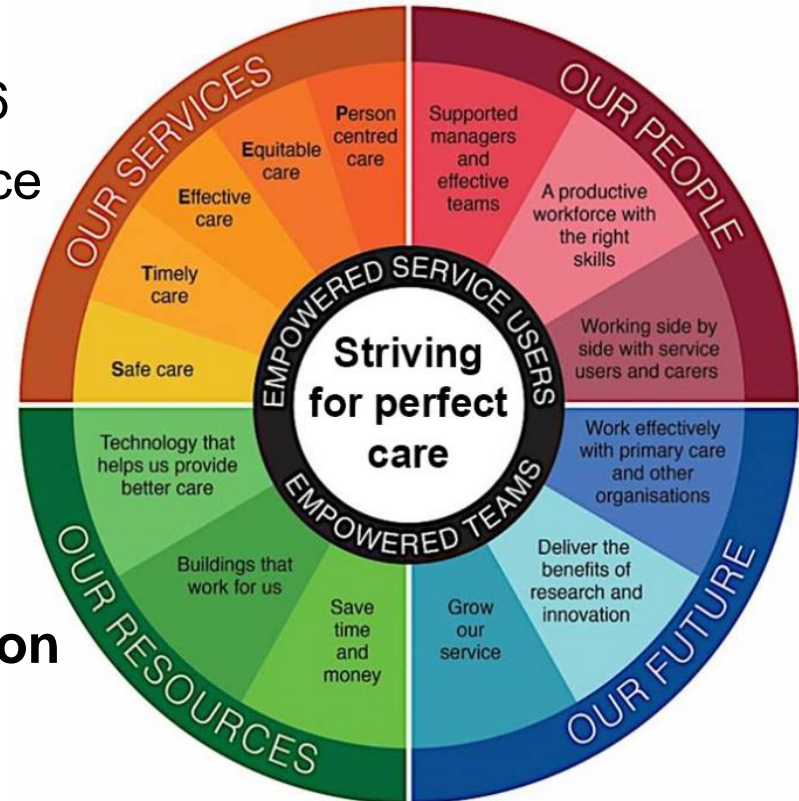 6
ce
on
OUR SERVICES
Person
centred
care
Equitable
care
Effective
care
Timely
care
Safe care
OUR PEOPLE
Supported
managers
and
effective
teams
A productive
workforce with
the right
skills
Working side by
side with service
users and carers
EMPOWERED SERVICE USERS
Striving
for perfect
care
EMPOWERED TEAMS
OUR RESOURCES
Technology that
helps us provide
better care
Buildings that
work for us
Save
time
and
money
OUR FUTURE
Work effectively
with primary care
and other
organisations
Deliver the
benefits of
research and
innovation
Grow
our
service